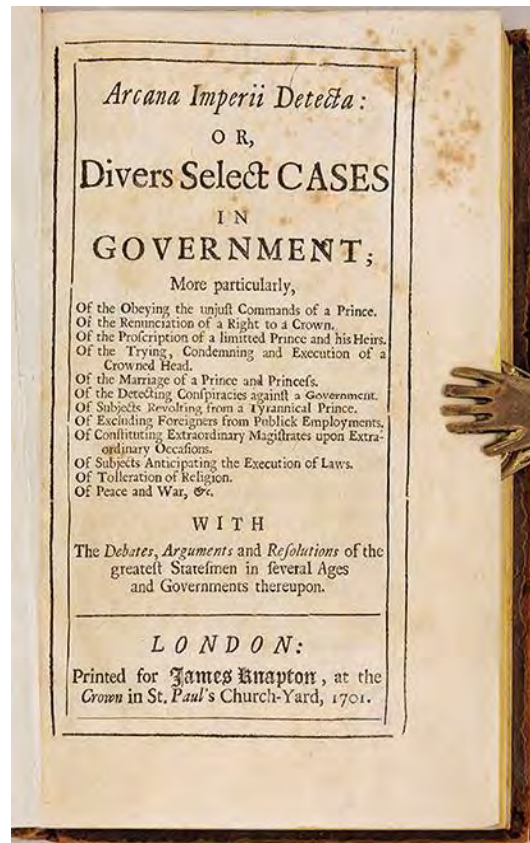 Arcana Imperii Detecta:
OR,
Divers Select CASES
IN
GOVERNMENT;
More particularly,
Of the Obeying the unjuſt Commands of a Prince.
Of the Renunciation of a Right to a Crown.
Of the Proſcription of a limitted Prince and his Heirs.
Of the Trying, Condemning and Execution of a
Crowned Head.
Of the Marriage of a Prince and Princeſs.
Of the Detecting Conſpiracies againſt a Government.
Of Subjects Revolting from a Tyrannical Prince.
Of Excluding Foreigners from Publick Employments.
Of Conſtituting Extraordinary Magiſtrates upon Extra-
ordinary Occaſions.
Of Subjects Anticipating the Execution of Laws.
Of Tolleration of Religion.
Of Peace and War, &c.
WITH
The Debates, Arguments and Reſolutions of the
greateſt Stateſmen in ſeveral Ages
and Governments thereupon.
LONDON:
Printed for James Knapton, at the
Crown in St. Paul's Church-Yard, 1701.